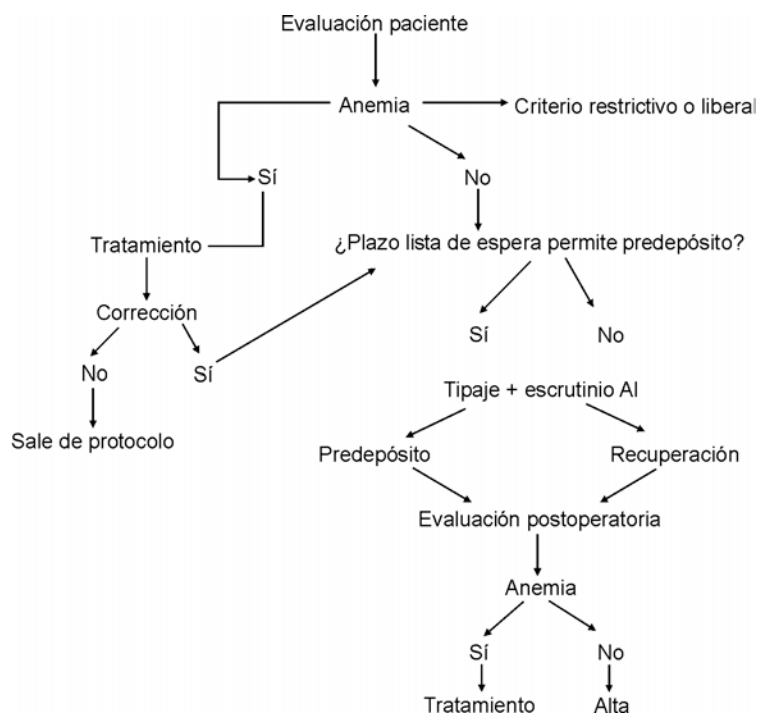 Evaluación paciente
Anemia
Criterio restrictivo o liberal
Sí
No
Tratamiento
¿Plazo lista de espera permite predepósito?
Corrección
Sí
No
No
Sí
Tipaje + escrutinio AI
Sale de protocolo
Predepósito
Recuperación
Evaluación postoperatoria
Anemia
Sí
No
Tratamiento
Alta